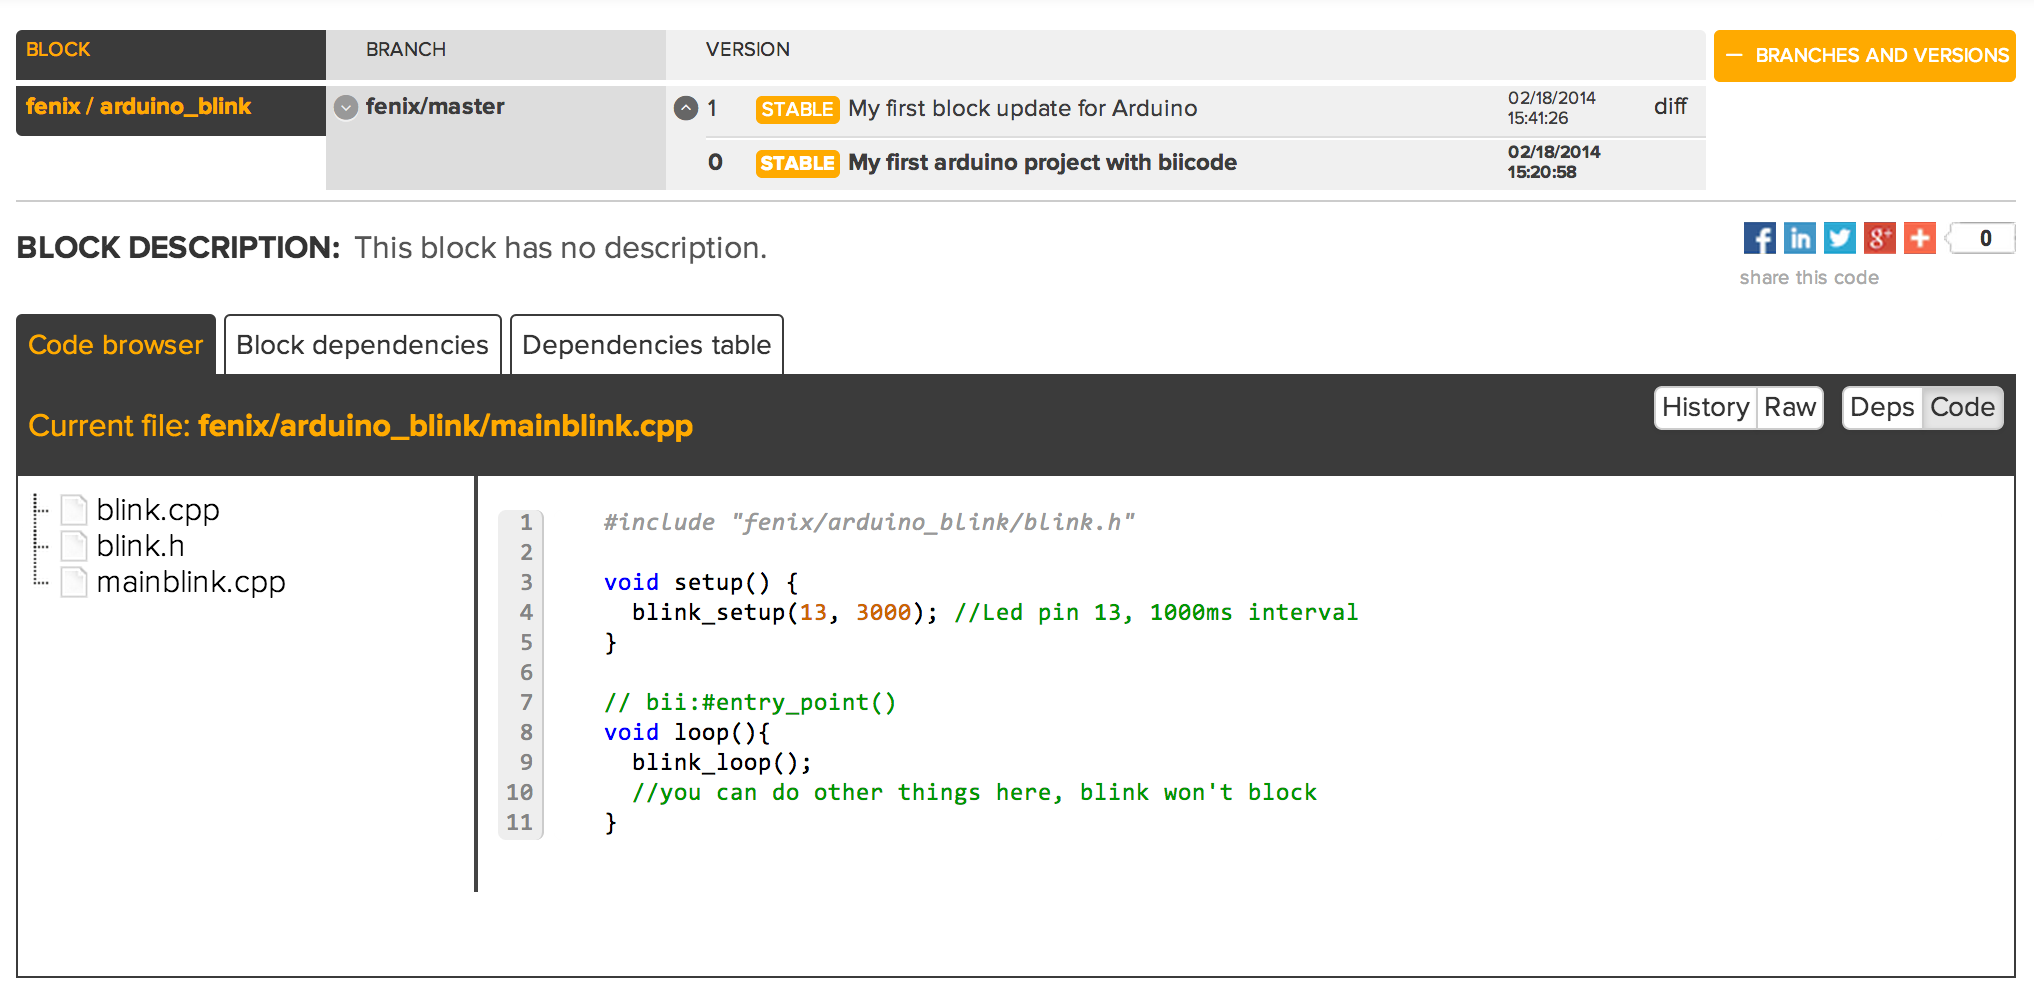 BLOCK BRANCH VERSION — BRANCHES AND VERSIONS
fenix / arduino_blink fenix/master 1 STABLE My first block update for Arduino 02/18/2014 15:41:26 diff
0 STABLE My first arduino project with biicode 02/18/2014 15:20:58
BLOCK DESCRIPTION: This block has no description.
f in 8+ + 0
share this code
Code browser Block dependencies Dependencies table
Current file: fenix/arduino_blink/mainblink.cpp History Raw Deps Code
blink.cpp
blink.h
mainblink.cpp
1 #include "fenix/arduino_blink/blink.h"
2
3 void setup() {
4   blink_setup(13, 3000); //Led pin 13, 1000ms interval
5 }
6
7 // bii:#entry_point()
8 void loop(){
9   blink_loop();
10   //you can do other things here, blink won't block
11 }